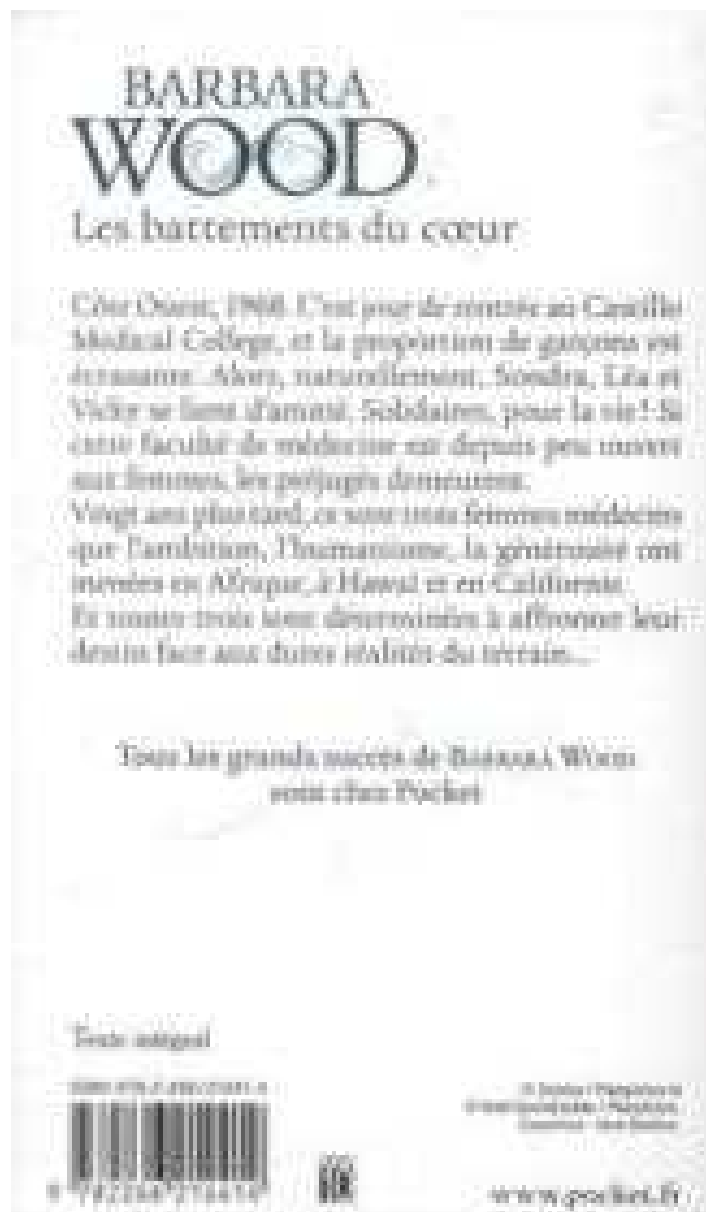 BARBARA
WOOD
Les battements du cœur
Côte Ouest, 1968. C'est jour de rentrée au Castillo
Medical College, et la proportion de garçons est
écrasante. Alors, naturellement, Sondra, Léa et
Vicky se lient d'amitié. Solidaires, pour la vie ! Si
cette faculté de médecine est depuis peu ouverte
aux femmes, les préjugés demeurent.
Vingt ans plus tard, ce sont trois femmes médecins
que l'ambition, l'humanisme, la générosité ont
menées en Afrique, à Hawaï et en Californie.
Et toutes trois sont déterminées à affronter leur
destin face aux dures réalités du terrain...
Tous les grands succès de BARBARA WOOD
sont chez Pocket
Texte intégral
www.pocket.fr